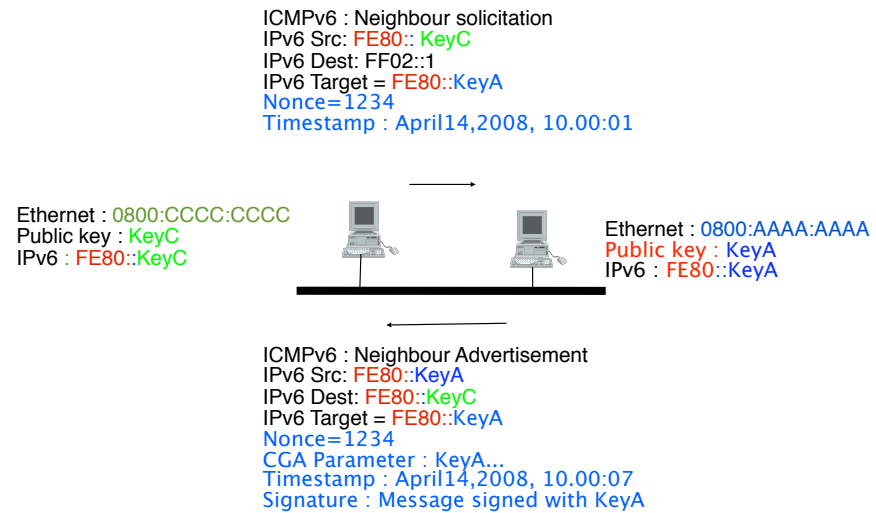 ICMPv6 : Neighbour solicitation
IPv6 Src: FE80:: KeyC
IPv6 Dest: FF02::1
IPv6 Target = FE80::KeyA
Nonce=1234
Timestamp : April14,2008, 10.00:01
Ethernet : 0800:CCCC:CCCC
Public key : KeyC
IPv6 : FE80::KeyC
Ethernet : 0800:AAAA:AAAA
Public key : KeyA
IPv6 : FE80::KeyA
ICMPv6 : Neighbour Advertisement
IPv6 Src: FE80::KeyA
IPv6 Dest: FE80::KeyC
IPv6 Target = FE80::KeyA
Nonce=1234
CGA Parameter : KeyA...
Timestamp : April14,2008, 10.00:07
Signature : Message signed with KeyA